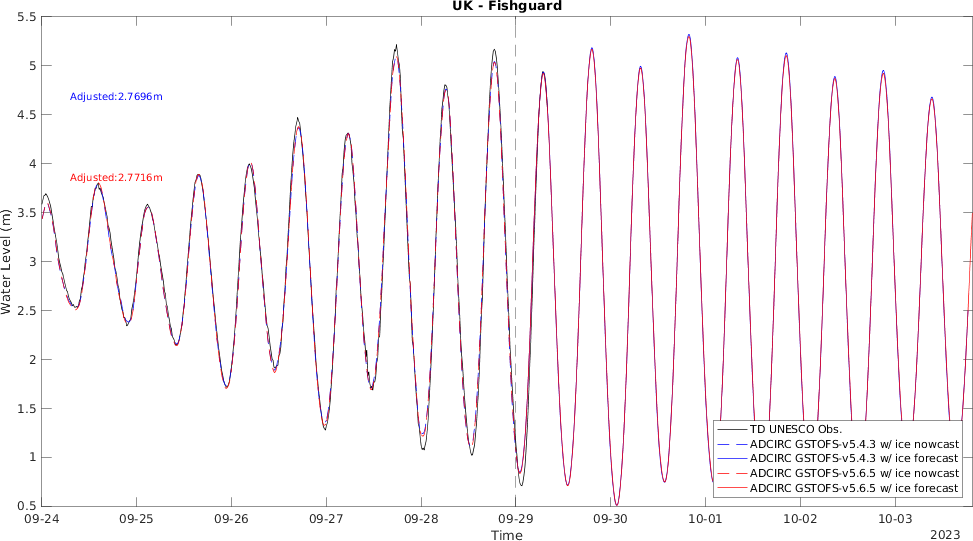 UK - Fishguard
5.5
5
4.5
4
3.5
3
2.5
2
1.5
1
0.5
Water Level (m)
Adjusted:2.7696m
Adjusted:2.7716m
TD UNESCO Obs.
ADCIRC GSTOFS-v5.4.3 w/ ice nowcast
ADCIRC GSTOFS-v5.4.3 w/ ice forecast
ADCIRC GSTOFS-v5.6.5 w/ ice nowcast
ADCIRC GSTOFS-v5.6.5 w/ ice forecast
09-24 09-25 09-26 09-27 09-28 09-29 09-30 10-01 10-02 10-03
Time
2023